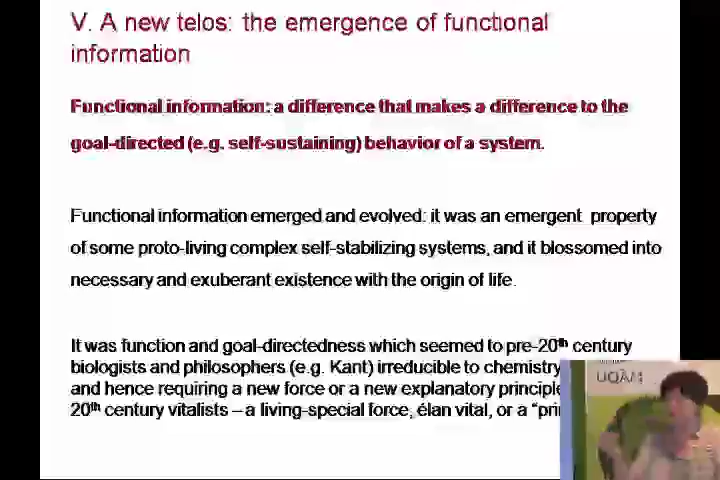 V. A new telos: the emergence of functional
information
Functional information: a difference that makes a difference to the
goal-directed (e.g. self-sustaining) behavior of a system.
Functional information emerged and evolved: it was an emergent property
of some proto-living complex self-stabilizing systems, and it blossomed into
necessary and exuberant existence with the origin of life.
It was function and goal-directedness which seemed to pre-20th century
biologists and philosophers (e.g. Kant) irreducible to chemistry
and hence requiring a new force or a new explanatory principle
20th century vitalists – a living-special force, élan vital, or a "pri
UQÀM